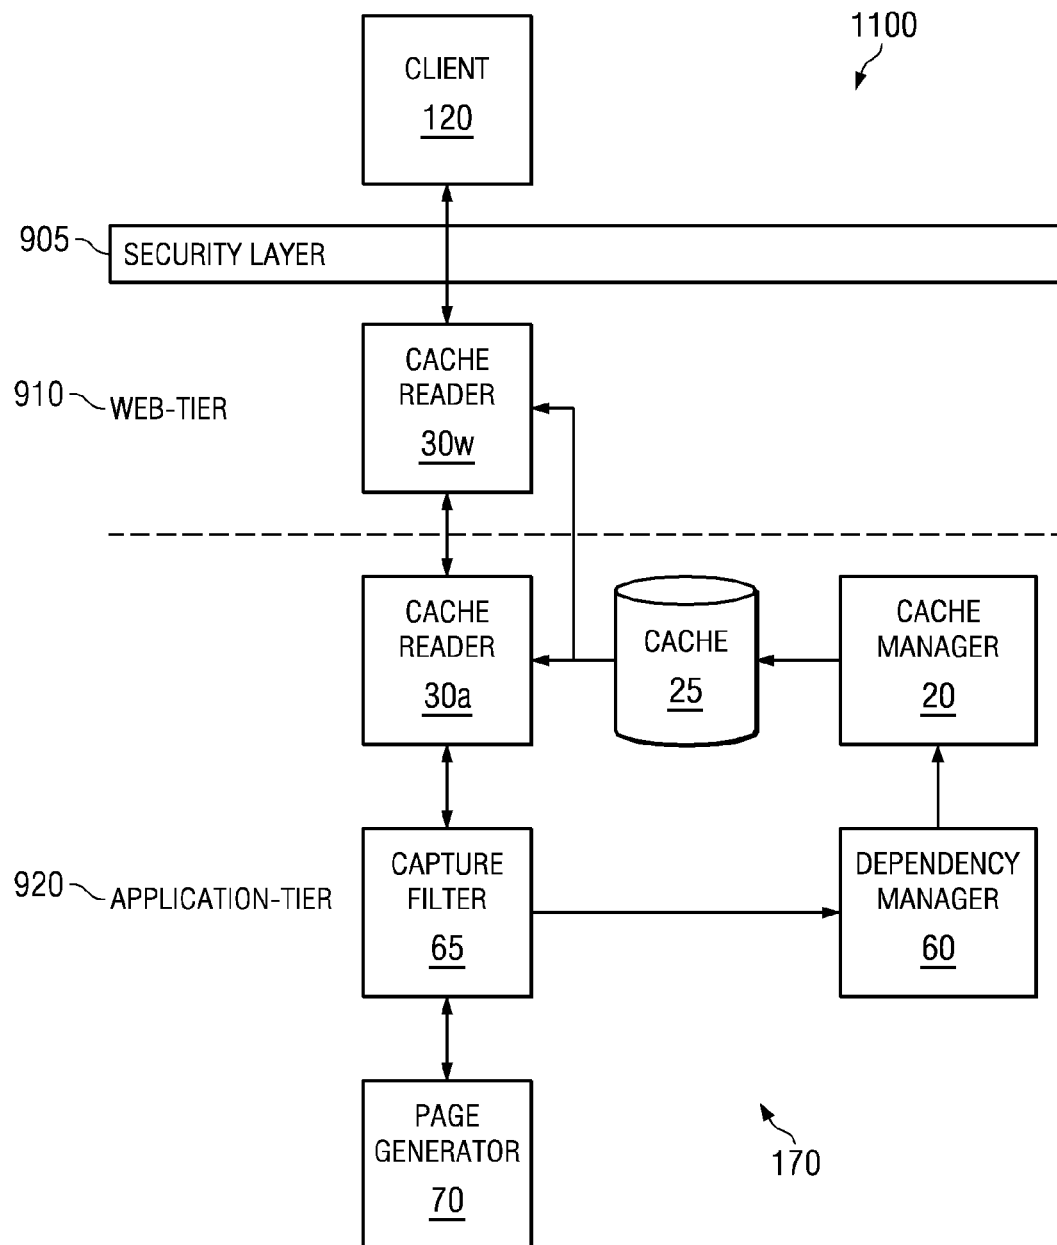 1100
CLIENT
120
905
SECURITY LAYER
CACHE
READER
30w
910
WEB-TIER
CACHE
READER
30a
CACHE
25
CACHE
MANAGER
20
920
APPLICATION-TIER
CAPTURE
FILTER
65
DEPENDENCY
MANAGER
60
PAGE
GENERATOR
70
170